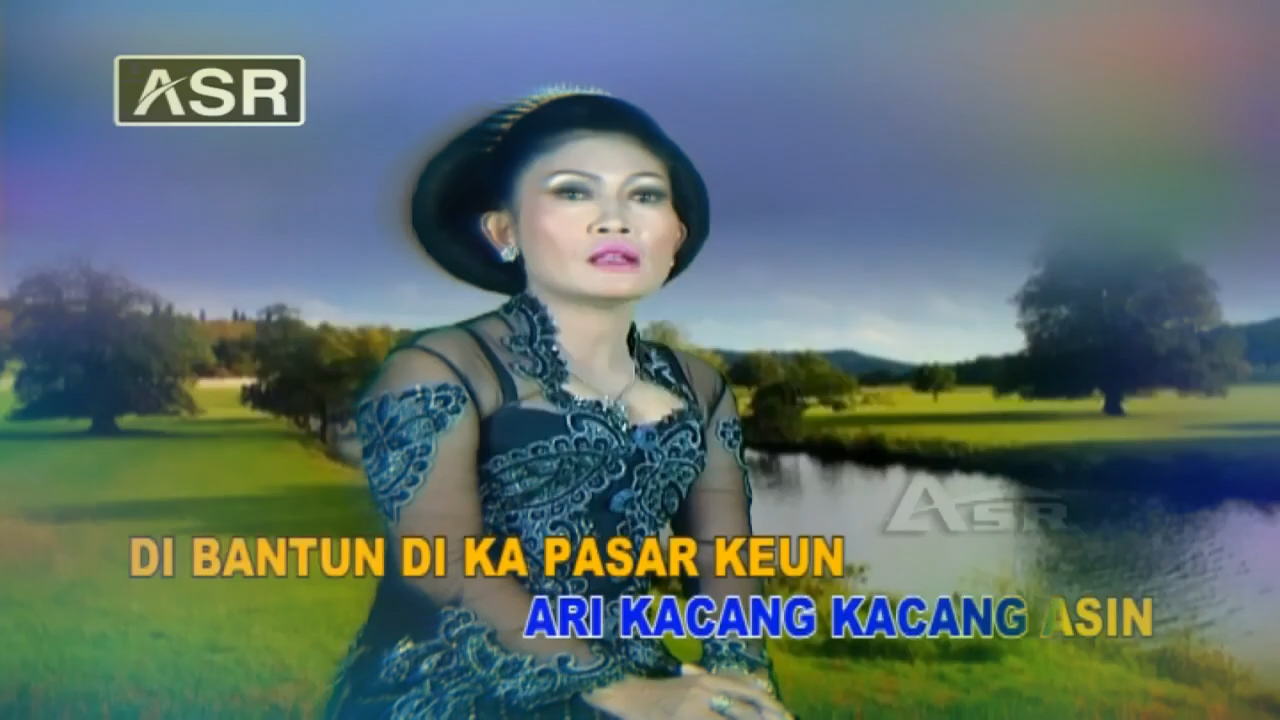 ASR
ASR
DI BANTUN DI KA PASAR KEUN
ARI KACANG KACANG ASIN